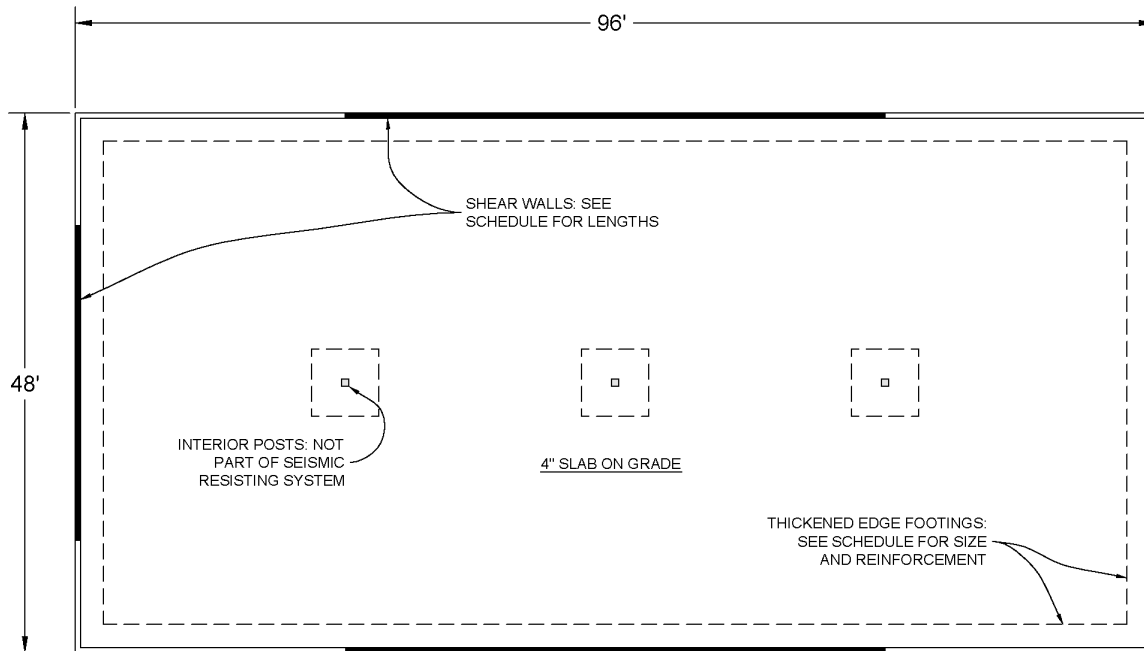 96'
SHEAR WALLS: SEE
SCHEDULE FOR LENGTHS
48'
INTERIOR POSTS: NOT
PART OF SEISMIC
RESISTING SYSTEM
4" SLAB ON GRADE
THICKENED EDGE FOOTINGS:
SEE SCHEDULE FOR SIZE
AND REINFORCEMENT